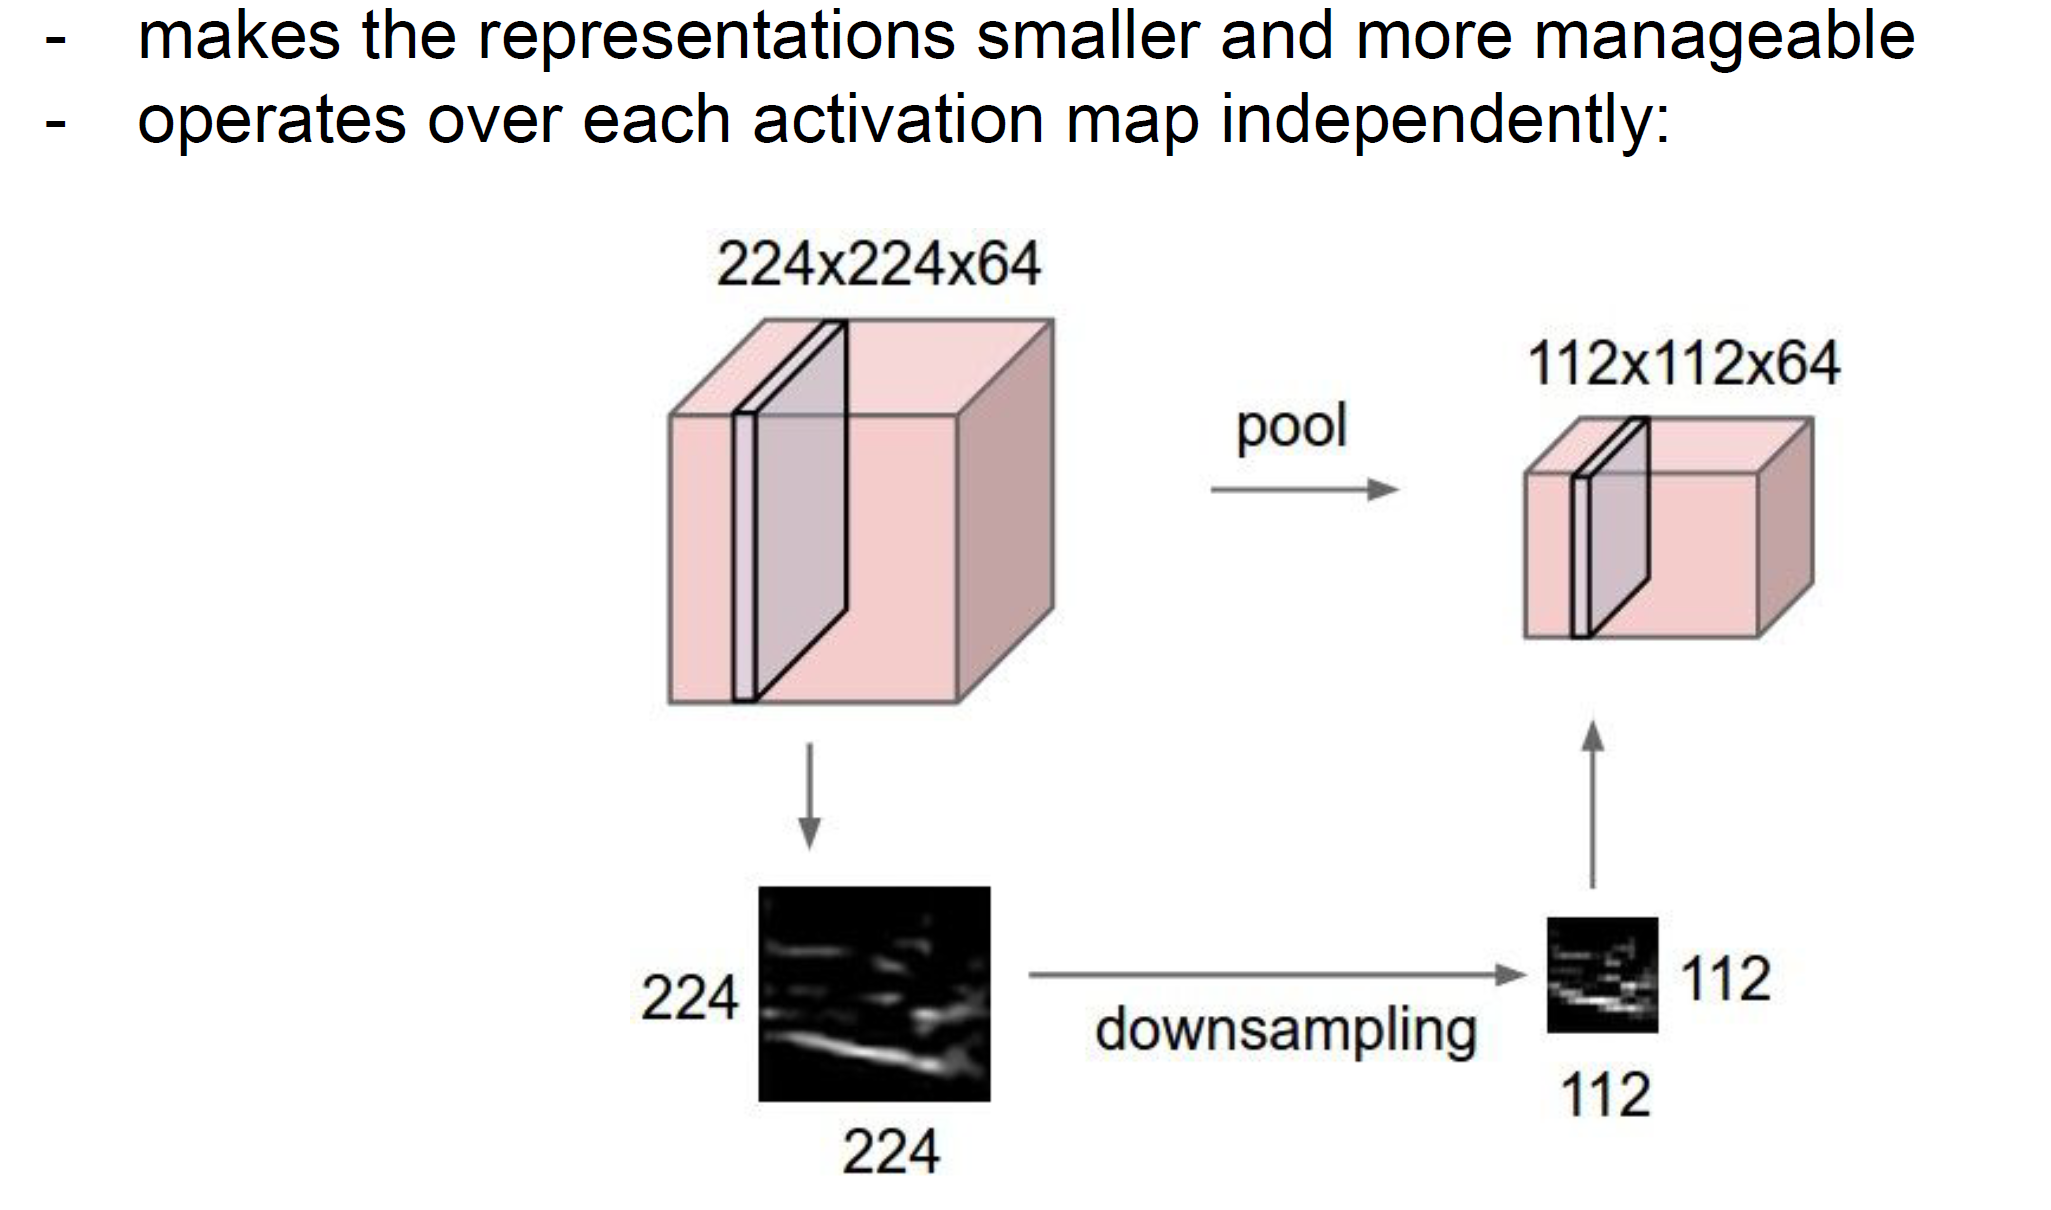 - makes the representations smaller and more manageable
- operates over each activation map independently:
224x224x64
112x112x64
pool
224
downsampling
112
112
224